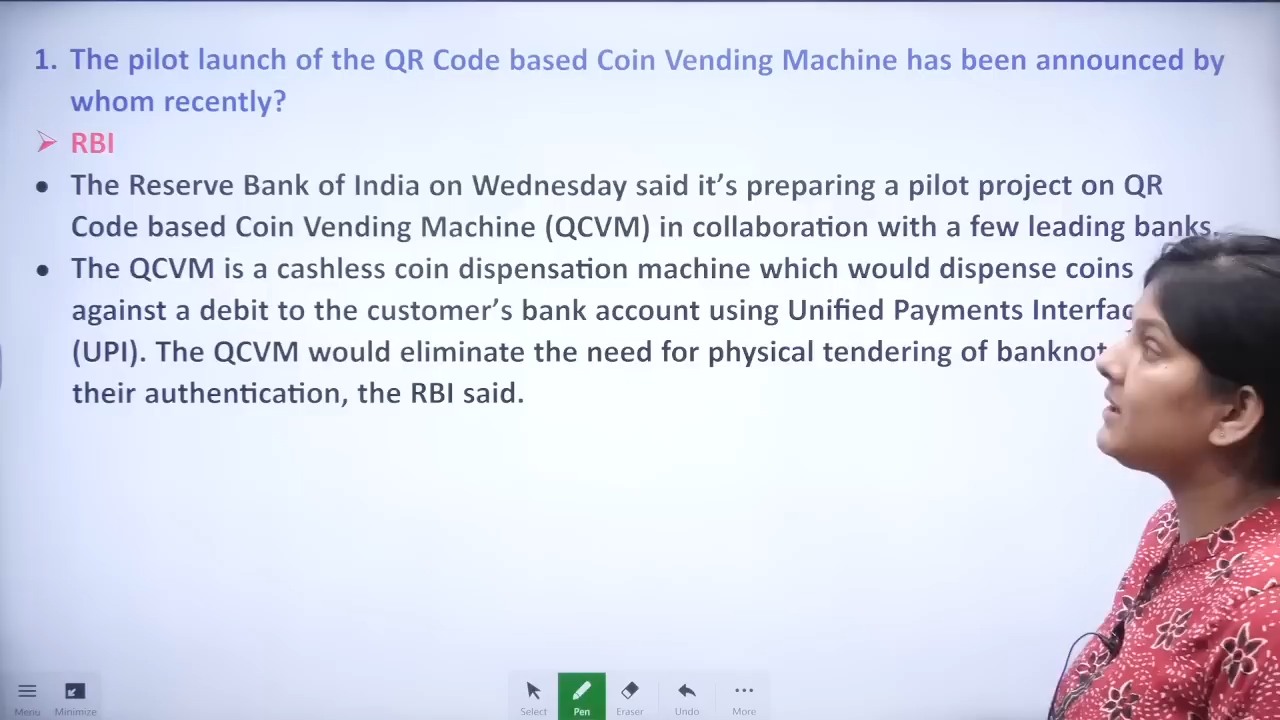 1. The pilot launch of the QR Code based Coin Vending Machine has been announced by
whom recently?
➢ RBI
• The Reserve Bank of India on Wednesday said it's preparing a pilot project on QR
Code based Coin Vending Machine (QCVM) in collaboration with a few leading banks.
• The QCVM is a cashless coin dispensation machine which would dispense coins
against a debit to the customer's bank account using Unified Payments
(UPI). The QCVM would eliminate the need for physical tendering of
their authentication, the RBI said.
Menu Minimize Select Pen Eraser Undo More